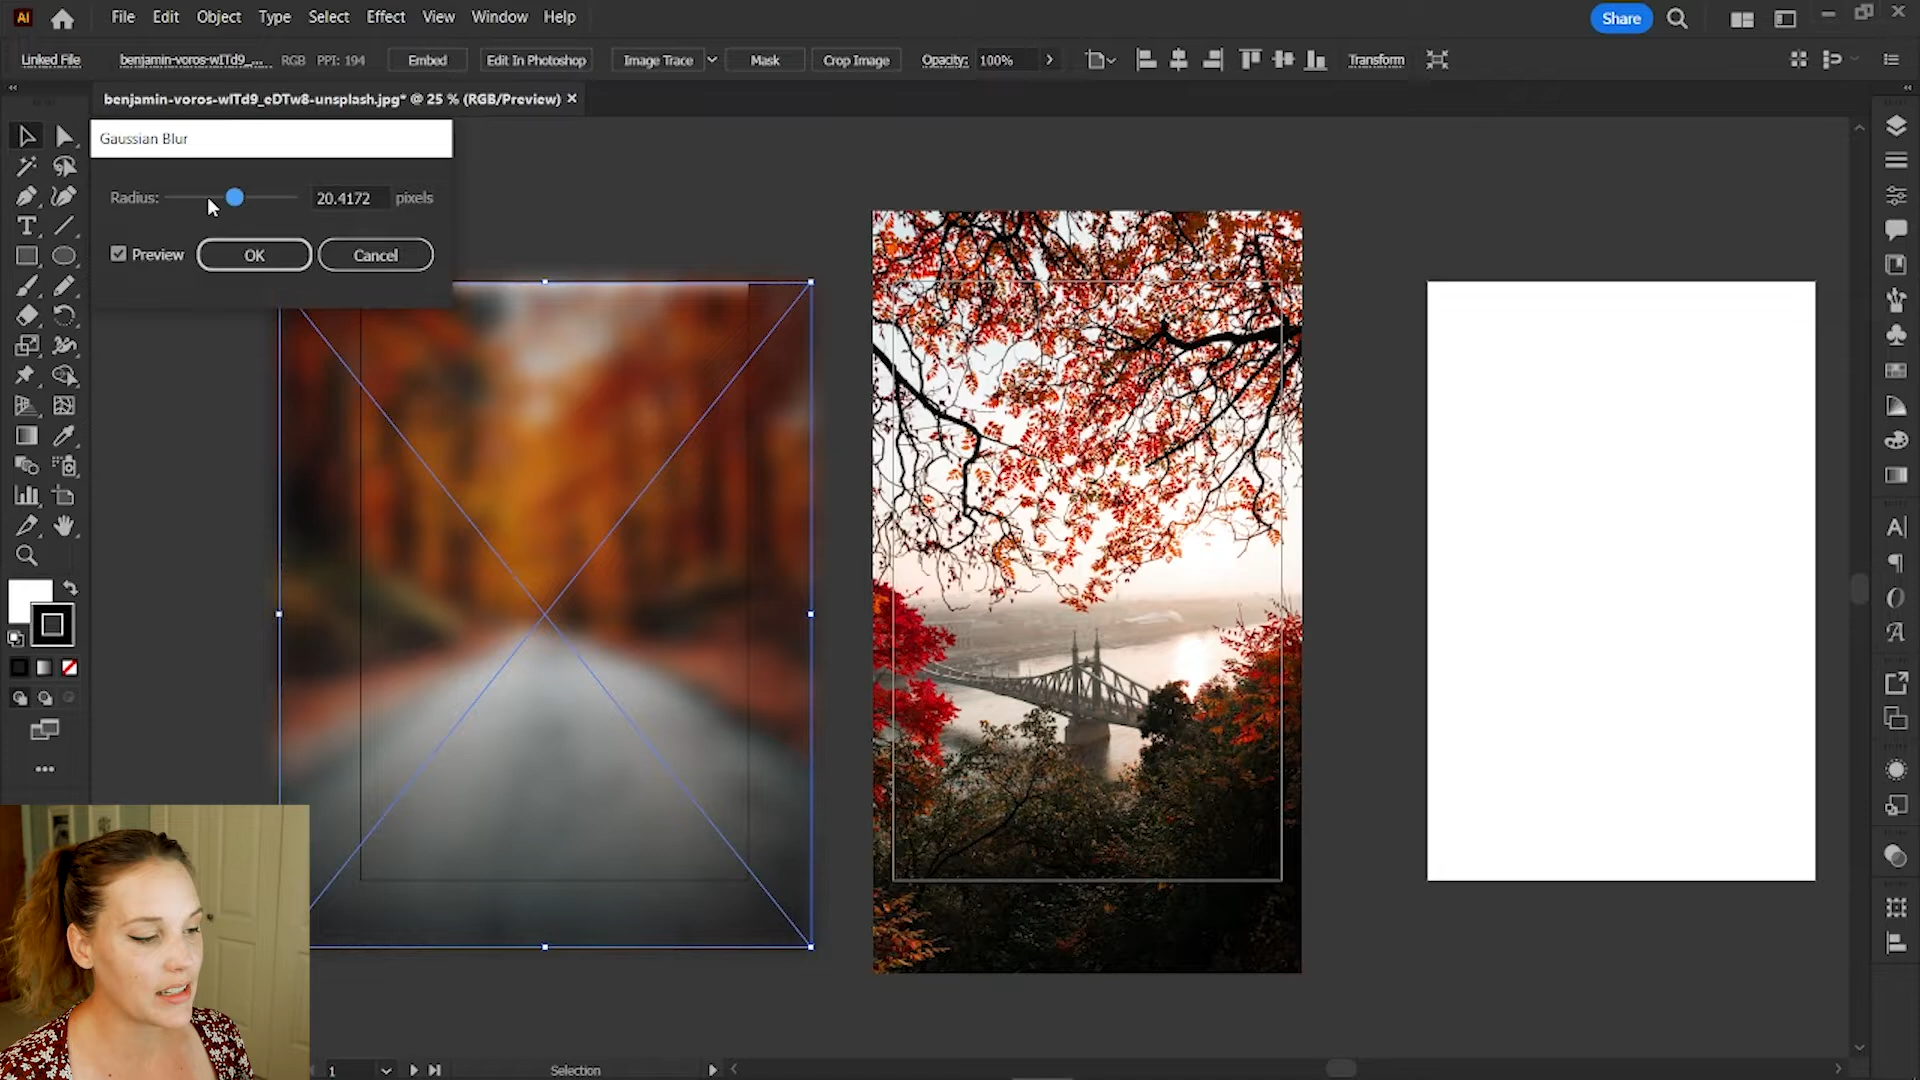 Ai File Edit Object Type Select Effect View Window Help Share
Linked File benjamin-voros-wITd9_... RGB PPI: 194 Embed Edit In Photoshop Image Trace Mask Crop Image Opacity: 100% Transform
benjamin-voros-wITd9_eDTw8-unsplash.jpg* @ 25 % (RGB/Preview)
Gaussian Blur
Radius: 20.4172 pixels
Preview OK Cancel
1 Selection